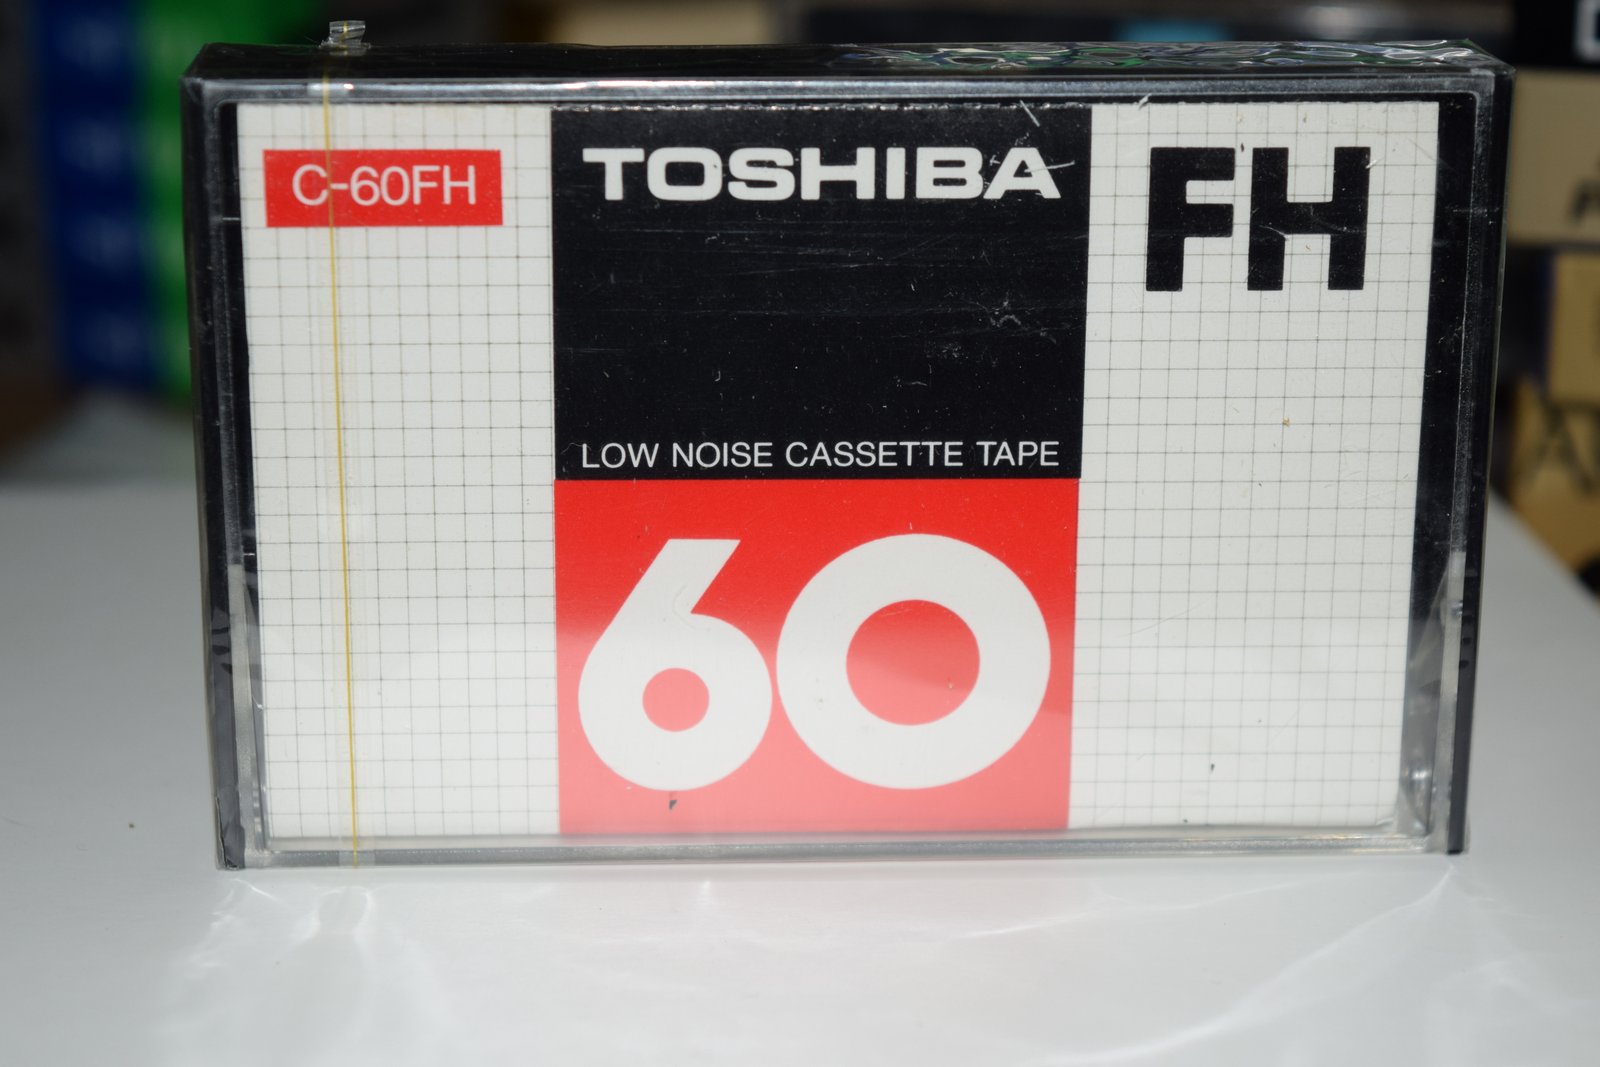 C-60FH
TOSHIBA
FH
LOW NOISE CASSETTE TAPE
60